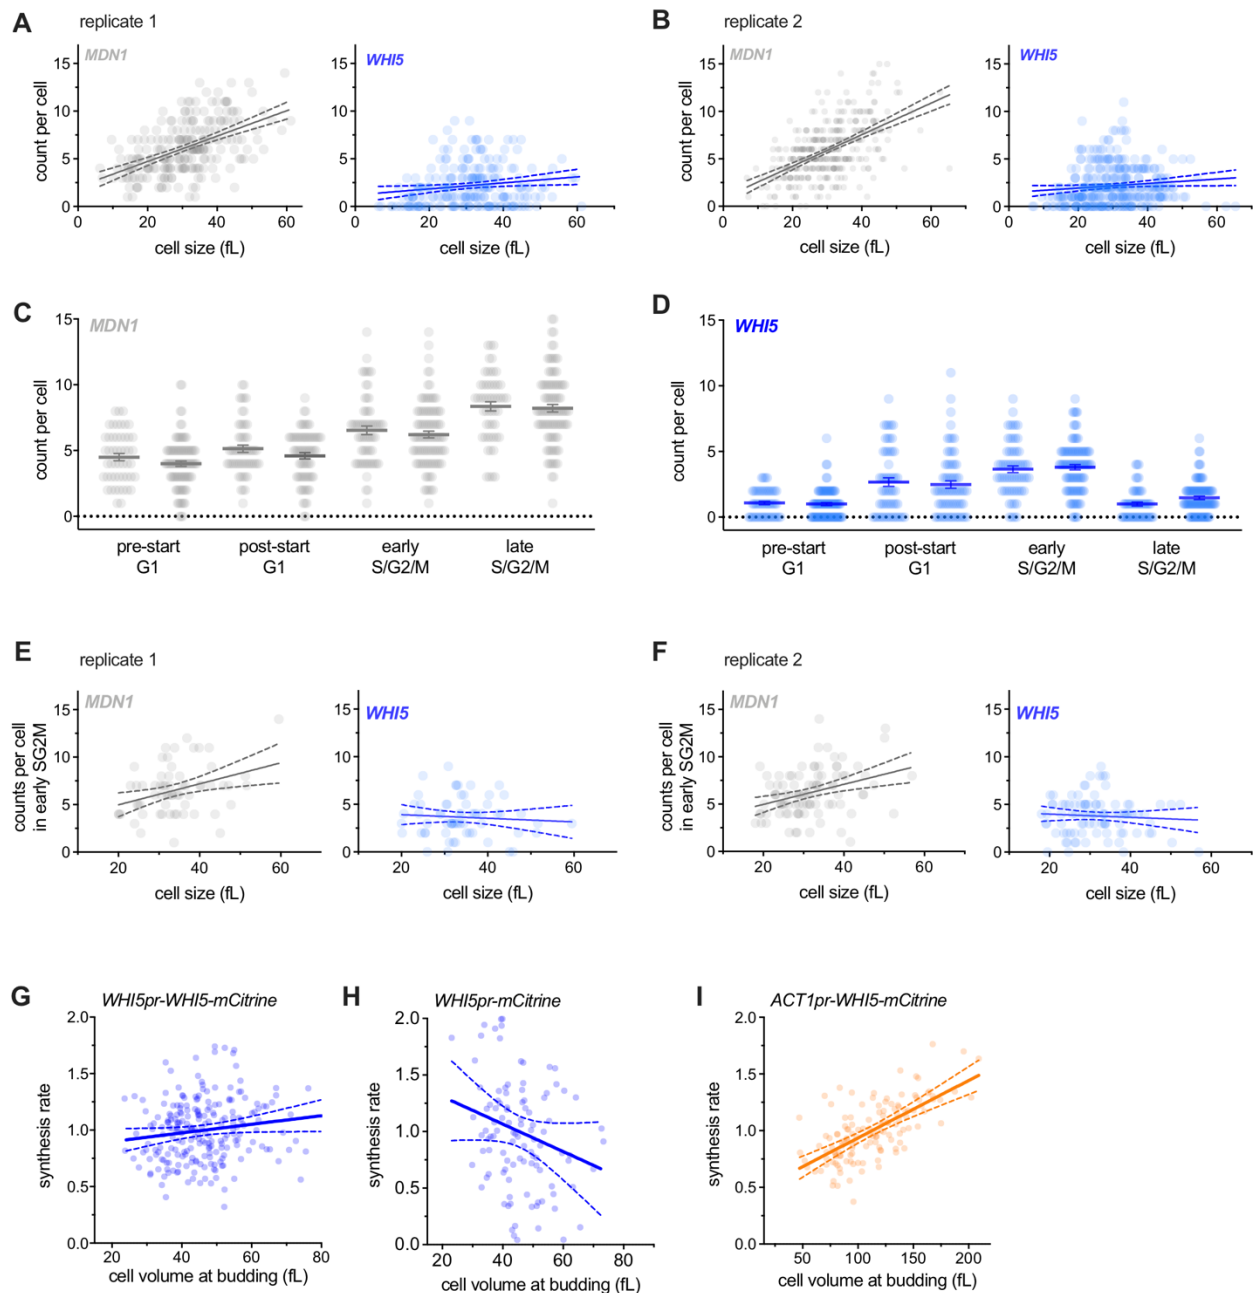 A
replicate 1
MDN1
WHI5
count per cell
15
10
5
0
0
20
40
60
cell size (fL)
15
10
5
0
0
20
40
60
cell size (fL)
B
replicate 2
MDN1
WHI5
count per cell
15
10
5
0
0
20
40
60
cell size (fL)
15
10
5
0
0
20
40
60
cell size (fL)
C
MDN1
count per cell
15
10
5
0
pre-start
G1
post-start
G1
early
S/G2/M
late
S/G2/M
D
WHI5
count per cell
15
10
5
0
pre-start
G1
post-start
G1
early
S/G2/M
late
S/G2/M
E
replicate 1
MDN1
WHI5
counts per cell
in early SG2M
15
10
5
0
20
40
60
cell size (fL)
15
10
5
0
20
40
60
cell size (fL)
F
replicate 2
MDN1
WHI5
counts per cell
in early SG2M
15
10
5
0
20
40
60
cell size (fL)
15
10
5
0
20
40
60
cell size (fL)
G
WHI5pr-WHI5-mCitrine
synthesis rate
2.0
1.5
1.0
0.5
0.0
20
40
60
80
cell volume at budding (fL)
H
WHI5pr-mCitrine
synthesis rate
2.0
1.5
1.0
0.5
0.0
20
40
60
80
cell volume at budding (fL)
I
ACT1pr-WHI5-mCitrine
synthesis rate
2.0
1.5
1.0
0.5
0.0
50
100
150
200
cell volume at budding (fL)